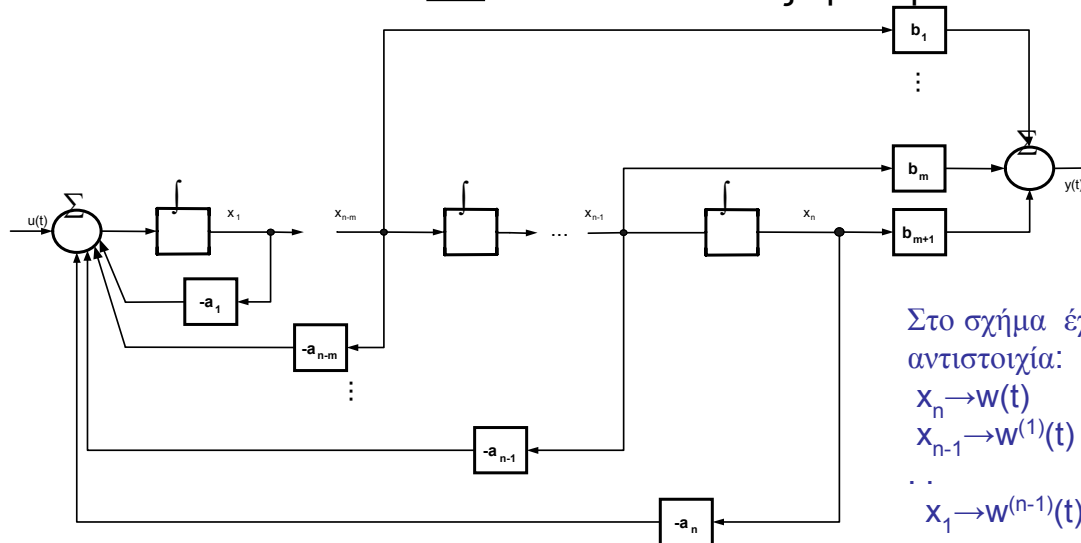 b1
⋮
Σ
bm
y(t)
Σ
u(t)
∫
x1
xn-m
∫
...
xn-1
∫
xn
bm+1
-a1
-an-m
⋮
-an-1
-an
Στο σχήμα έχ
αντιστοιχία:
xn→w(t)
xn-1→w(1)(t)
. .
x1→w(n-1)(t)